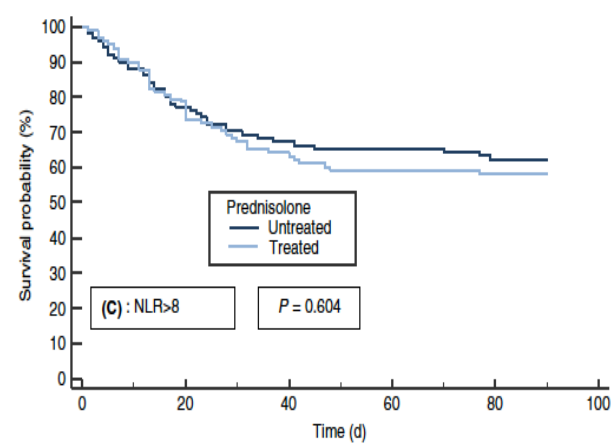 Survival probability (%)
100
90
80
70
60
50
40
30
20
10
0
Prednisolone
Untreated
Treated
(C) : NLR>8
P = 0.604
0 20 40 60 80 100
Time (d)